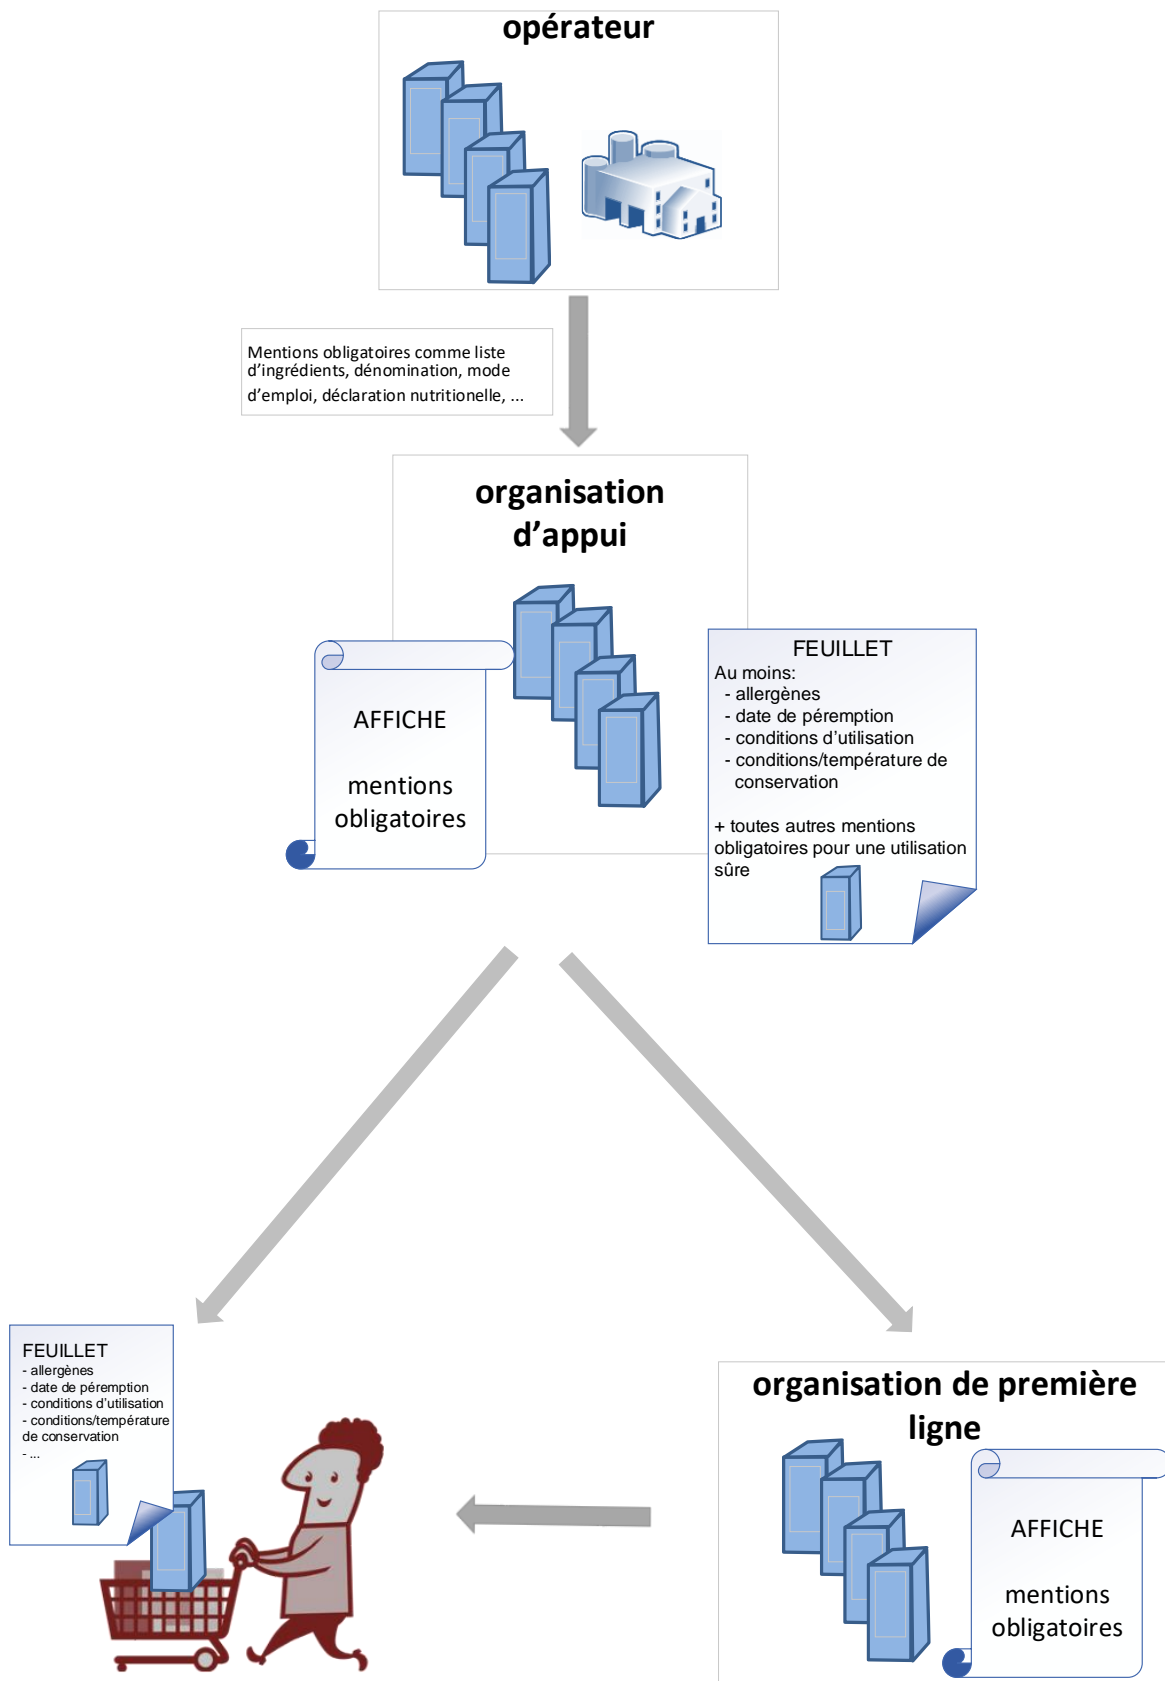 opérateur
Mentions obligatoires comme liste
d’ingrédients, dénomination, mode
d’emploi, déclaration nutritionelle, ...
organisation
d’appui
AFFICHE
mentions
obligatoires
FEUILLET
Au moins:
- allergènes
- date de péremption
- conditions d’utilisation
- conditions/température de
conservation
+ toutes autres mentions
obligatoires pour une utilisation
sûre
FEUILLET
- allergènes
- date de péremption
- conditions d’utilisation
- conditions/température
de conservation
- ...
organisation de première
ligne
AFFICHE
mentions
obligatoires